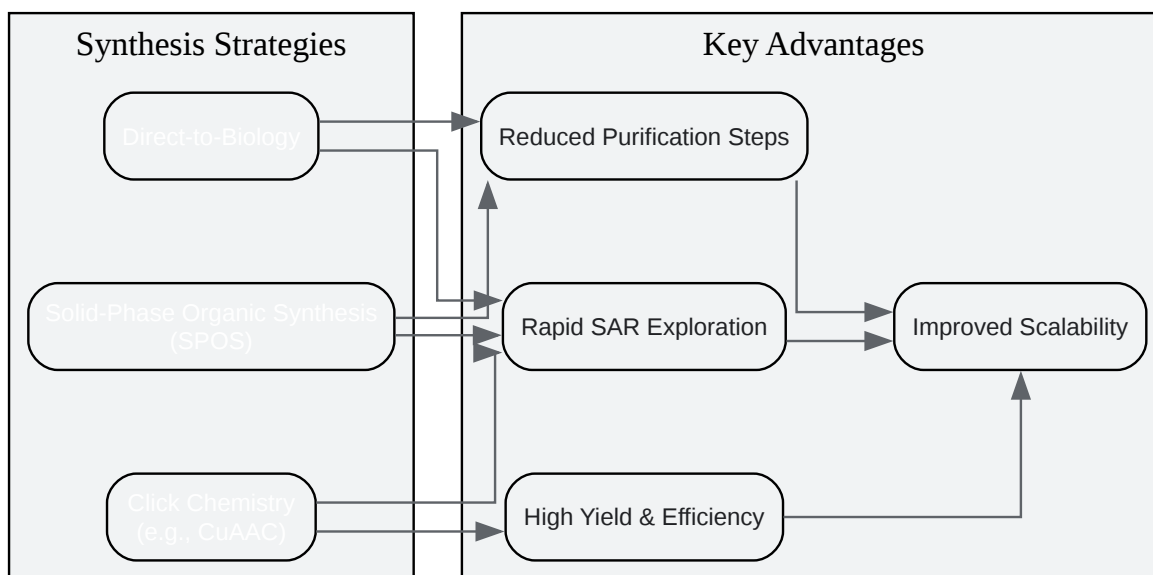 Synthesis Strategies
Key Advantages
Direct-to-Biology
Reduced Purification Steps
Solid-Phase Organic Synthesis
(SPOS)
Rapid SAR Exploration
Improved Scalability
Click Chemistry
(e.g., CuAAC)
High Yield & Efficiency